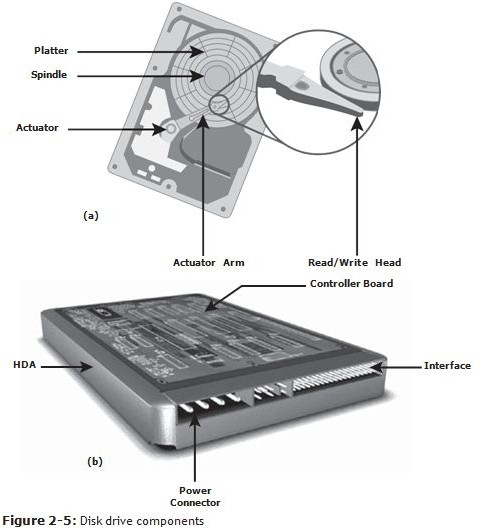 Platter
Spindle
Actuator
(a)
Actuator Arm
Read/Write Head
Controller Board
HDA
Interface
(b)
Power
Connector
Figure 2-5: Disk drive components